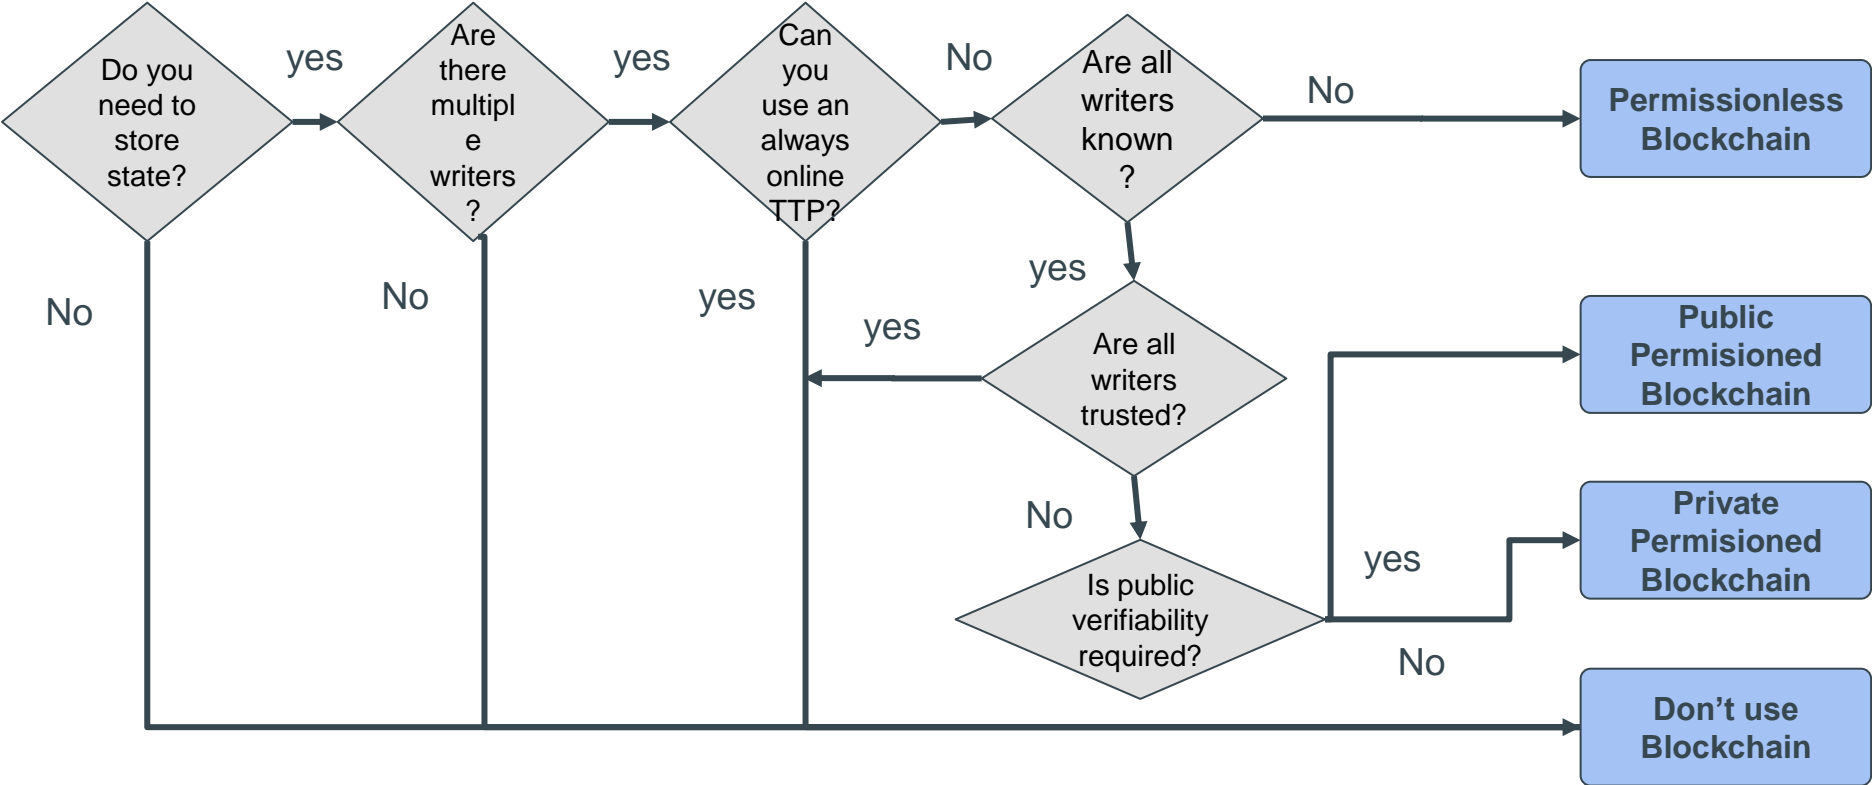 Do you
need to
store
state?
yes
Are
there
multipl
e
writers
?
yes
Can
you
use an
always
online
TTP?
No
Are all
writers
known
?
No
Permissionless
Blockchain
No
No
yes
yes
yes
Are all
writers
trusted?
Public
Permisioned
Blockchain
No
Is public
verifiability
required?
yes
No
Private
Permisioned
Blockchain
Don’t use
Blockchain